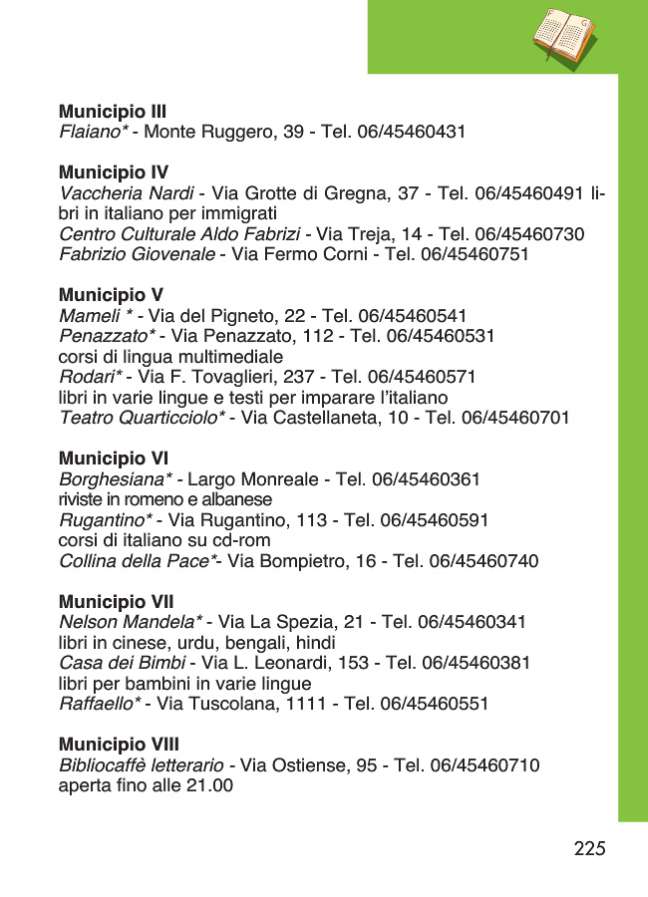 Municipio III
Flaiano* - Monte Ruggero, 39 - Tel. 06/45460431
Municipio IV
Vaccheria Nardi - Via Grotte di Gregna, 37 - Tel. 06/45460491 li-
bri in italiano per immigrati
Centro Culturale Aldo Fabrizi - Via Treja, 14 - Tel. 06/45460730
Fabrizio Giovenale - Via Fermo Corni - Tel. 06/45460751
Municipio V
Mameli * - Via del Pigneto, 22 - Tel. 06/45460541
Penazzato* - Via Penazzato, 112 - Tel. 06/45460531
corsi di lingua multimediale
Rodari* - Via F. Tovaglieri, 237 - Tel. 06/45460571
libri in varie lingue e testi per imparare l’italiano
Teatro Quarticciolo* - Via Castellaneta, 10 - Tel. 06/45460701
Municipio VI
Borghesiana* - Largo Monreale - Tel. 06/45460361
riviste in romeno e albanese
Rugantino* - Via Rugantino, 113 - Tel. 06/45460591
corsi di italiano su cd-rom
Collina della Pace*- Via Bompietro, 16 - Tel. 06/45460740
Municipio VII
Nelson Mandela* - Via La Spezia, 21 - Tel. 06/45460341
libri in cinese, urdu, bengali, hindi
Casa dei Bimbi - Via L. Leonardi, 153 - Tel. 06/45460381
libri per bambini in varie lingue
Raffaello* - Via Tuscolana, 1111 - Tel. 06/45460551
Municipio VIII
Bibliocaffè letterario - Via Ostiense, 95 - Tel. 06/45460710
aperta fino alle 21.00
225